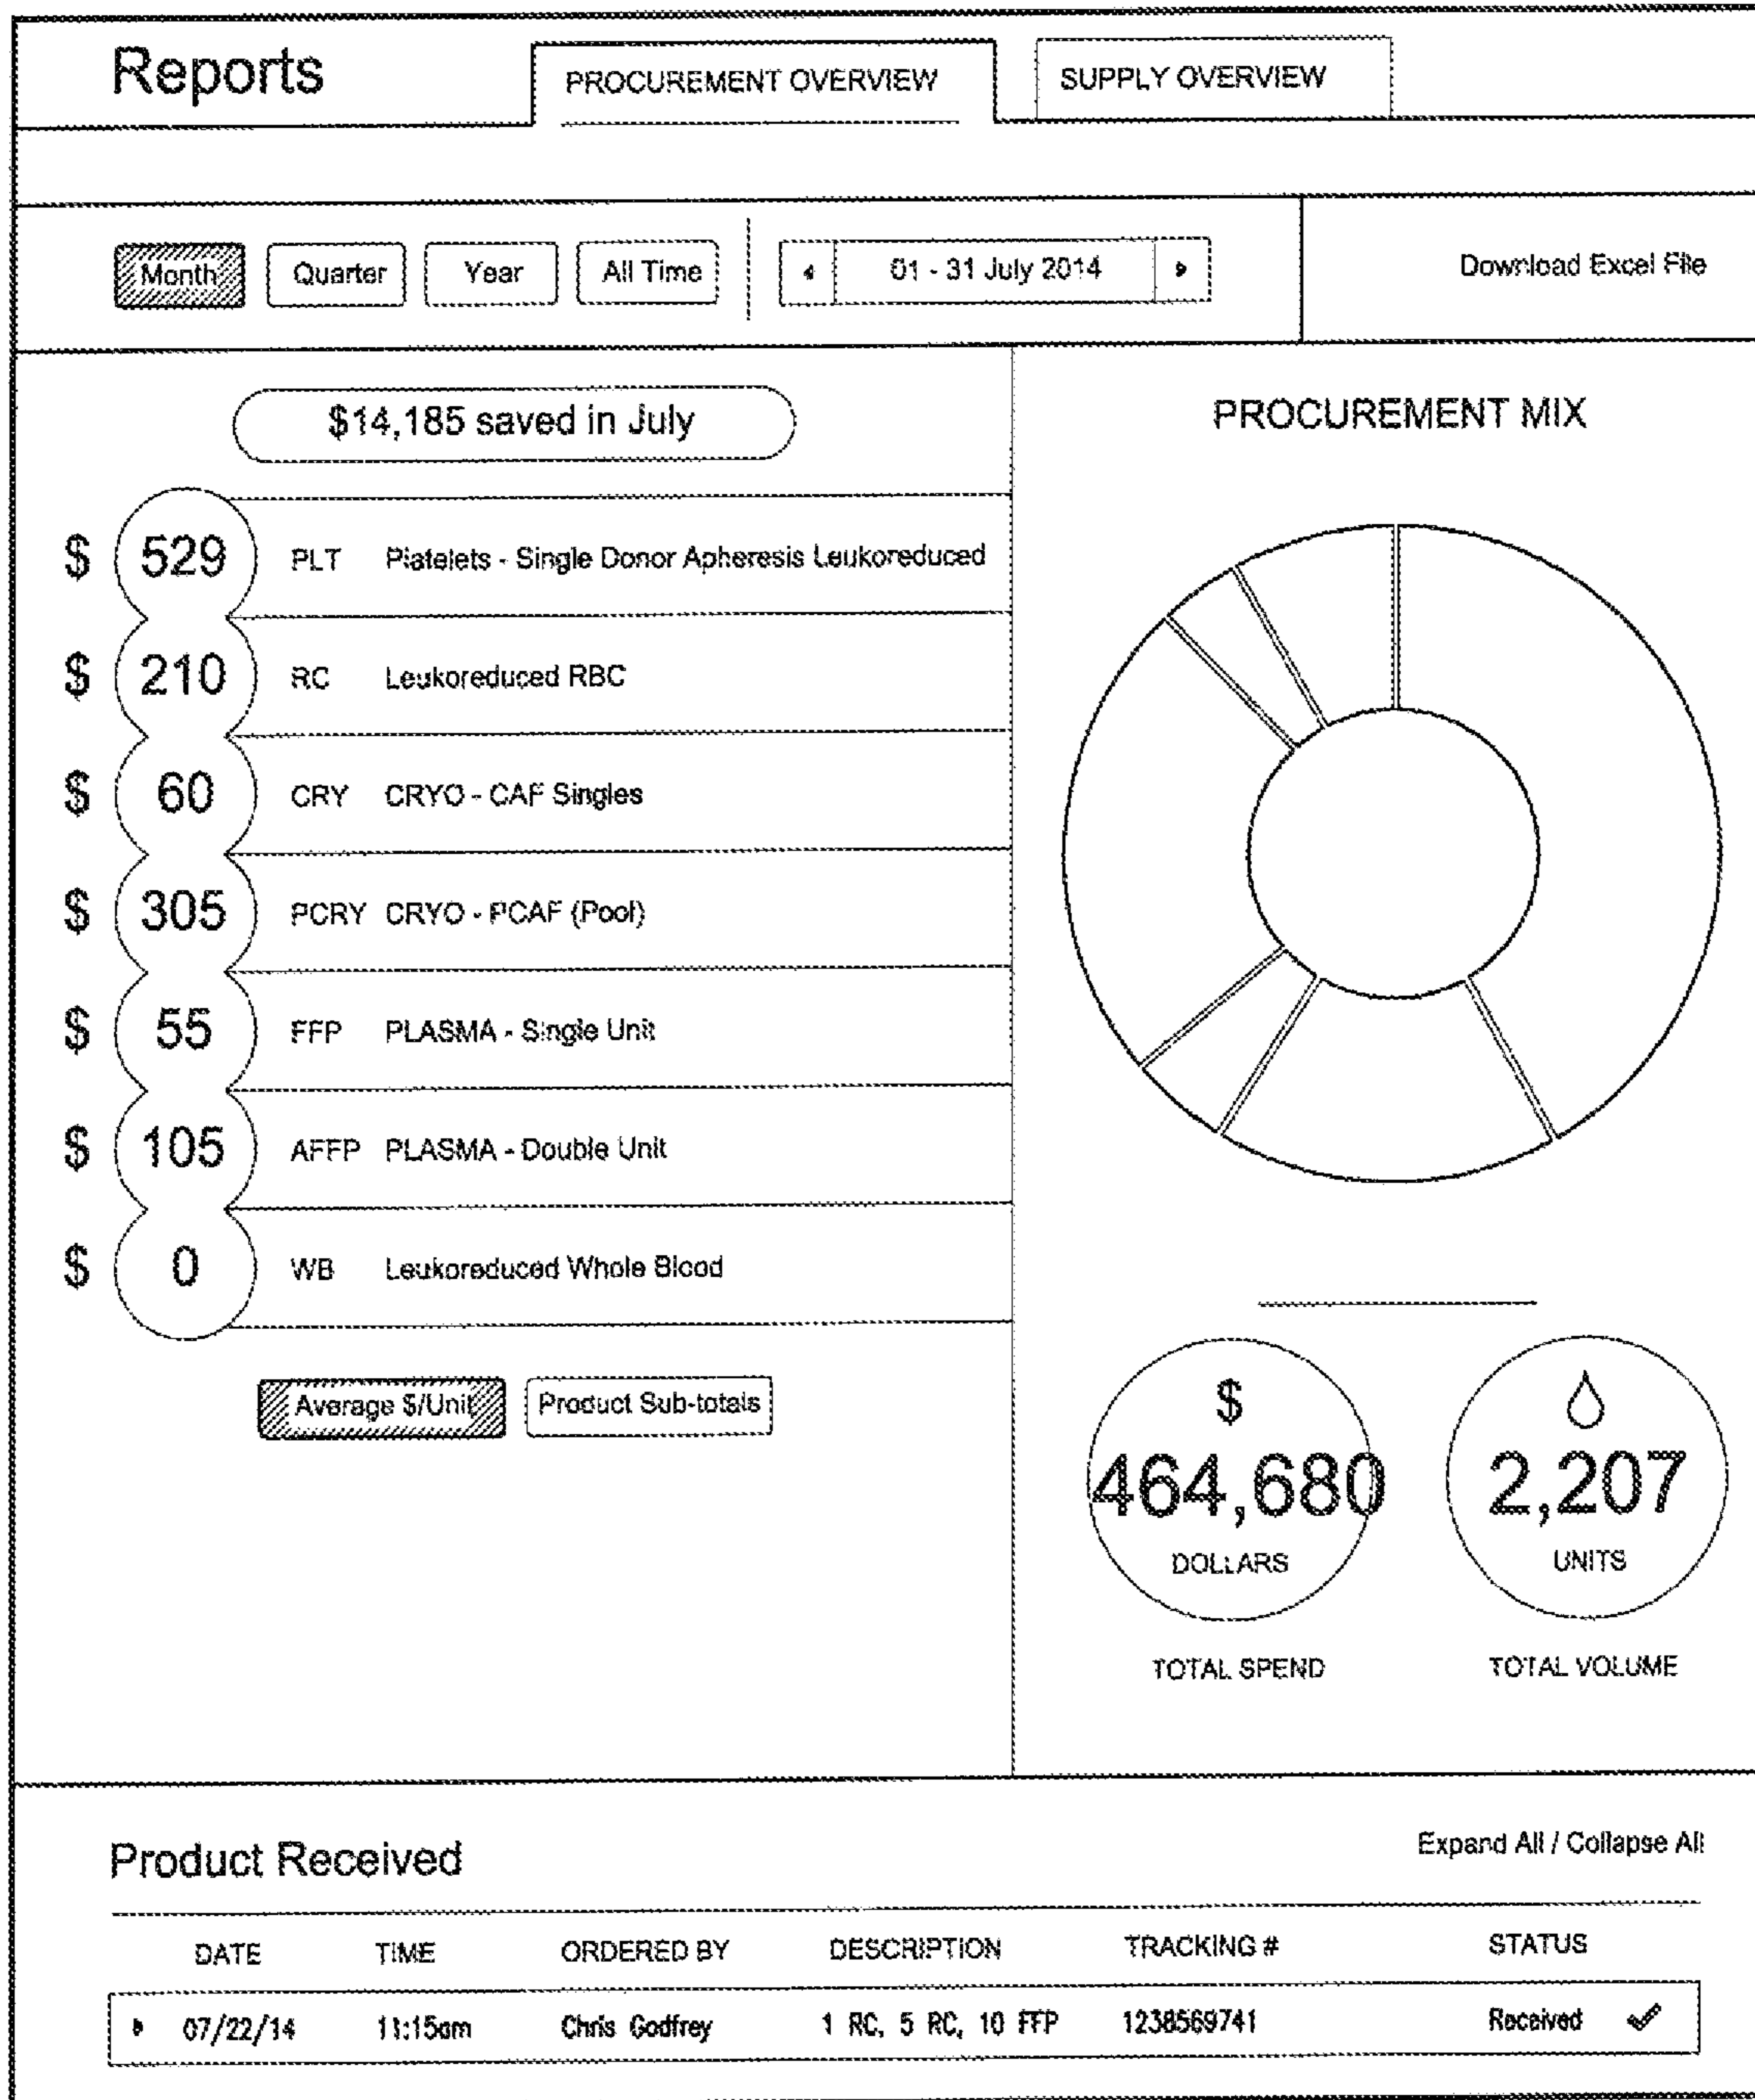 Reports
PROCUREMENT OVERVIEW
SUPPLY OVERVIEW
Month
Quarter
Year
All Time
01 - 31 July 2014
Download Excel File
$14,185 saved in July
$ 529 PLT Platelets - Single Donor Apheresis Leukoreduced
$ 210 RC Leukoreduced RBC
$ 60 CRY CRYO - CAF Singles
$ 305 PCRY CRYO - PCAF (Pool)
$ 55 FFP PLASMA - Single Unit
$ 105 AFFP PLASMA - Double Unit
$ 0 WB Leukoreduced Whole Blood
Average $/Unit
Product Sub-totals
PROCUREMENT MIX
$
464,680
DOLLARS
TOTAL SPEND
2,207
UNITS
TOTAL VOLUME
Product Received
Expand All / Collapse All
DATE TIME ORDERED BY DESCRIPTION TRACKING # STATUS
07/22/14 11:15am Chris Godfrey 1 RC, 5 RC, 10 FFP 1238569741 Received